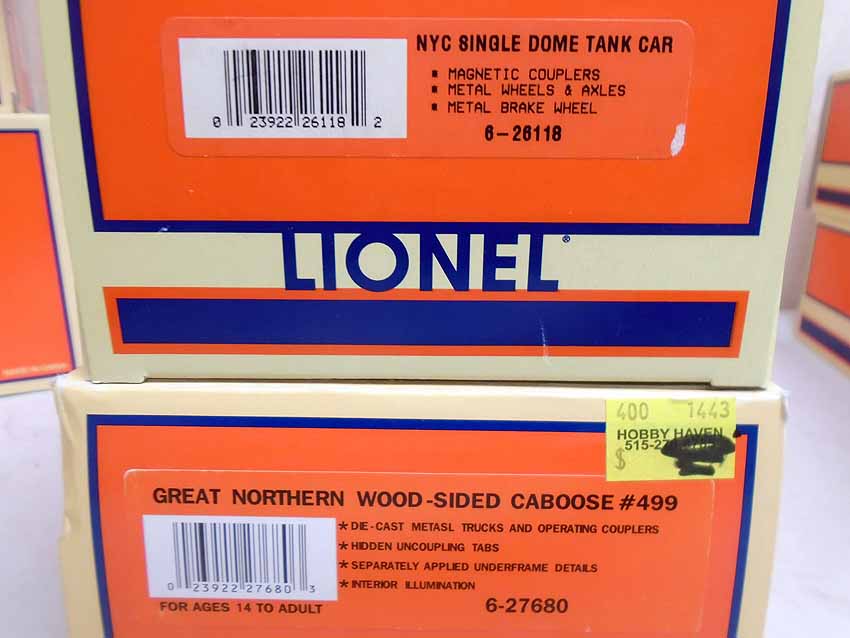 NYC SINGLE DOME TANK CAR
▪ MAGNETIC COUPLERS
▪ METAL WHEELS & AXLES
▪ METAL BRAKE WHEEL
6-26118
0 23922 26118 2
LIONEL®
400 1443
HOBBY HAVEN
$
GREAT NORTHERN WOOD-SIDED CABOOSE #499
*DIE-CAST METASL TRUCKS AND OPERATING COUPLERS
*HIDDEN UNCOUPLING TABS
*SEPARATELY APPLIED UNDERFRAME DETAILS
*INTERIOR ILLUMINATION
0 23922 27680 3
FOR AGES 14 TO ADULT
6-27680